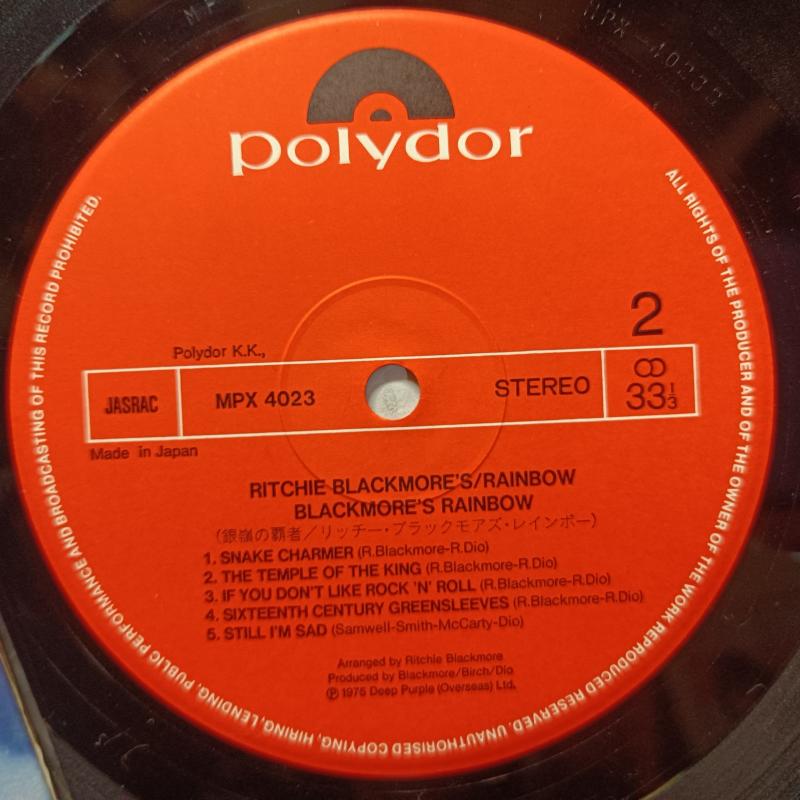 MPX 40232
polydor
ALL RIGHTS OF THE PRODUCER AND OF THE OWNER OF THE WORK REPRODUCED RESERVED. UNAUTHORISED COPYING, HIRING, LENDING, PUBLIC PERFORMANCE AND BROADCASTING OF THIS RECORD PROHIBITED.
2
Polydor K.K.,
JASRAC
MPX 4023
STEREO
33 1/3
Made in Japan
RITCHIE BLACKMORE'S/RAINBOW
BLACKMORE'S RAINBOW
(銀嶺の覇者/リッチー・ブラックモアズ・レインボー)
1. SNAKE CHARMER (R.Blackmore-R.Dio)
2. THE TEMPLE OF THE KING (R.Blackmore-R.Dio)
3. IF YOU DON'T LIKE ROCK 'N' ROLL (R.Blackmore-R.Dio)
4. SIXTEENTH CENTURY GREENSLEEVES (R.Blackmore-R.Dio)
5. STILL I'M SAD (Samwell-Smith-McCarty-Dio)
Arranged by Ritchie Blackmore
Produced by Blackmore/Birch/Dio
Ⓟ 1975 Deep Purple (Overseas) Ltd.